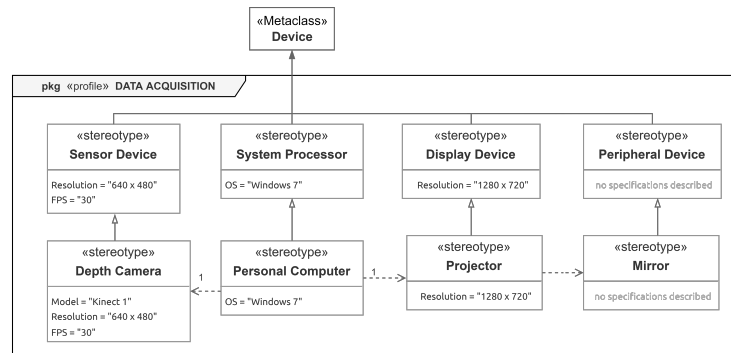 «Metaclass»
Device
pkg «profile» DATA ACQUISITION
«stereotype»
Sensor Device
Resolution = "640 x 480"
FPS = "30"
«stereotype»
System Processor
OS = "Windows 7"
«stereotype»
Display Device
Resolution = "1280 x 720"
«stereotype»
Peripheral Device
no specifications described
«stereotype»
Depth Camera
Model = "Kinect 1"
Resolution = "640 x 480"
FPS = "30"
1
«stereotype»
Personal Computer
OS = "Windows 7"
1
«stereotype»
Projector
Resolution = "1280 x 720"
«stereotype»
Mirror
no specifications described